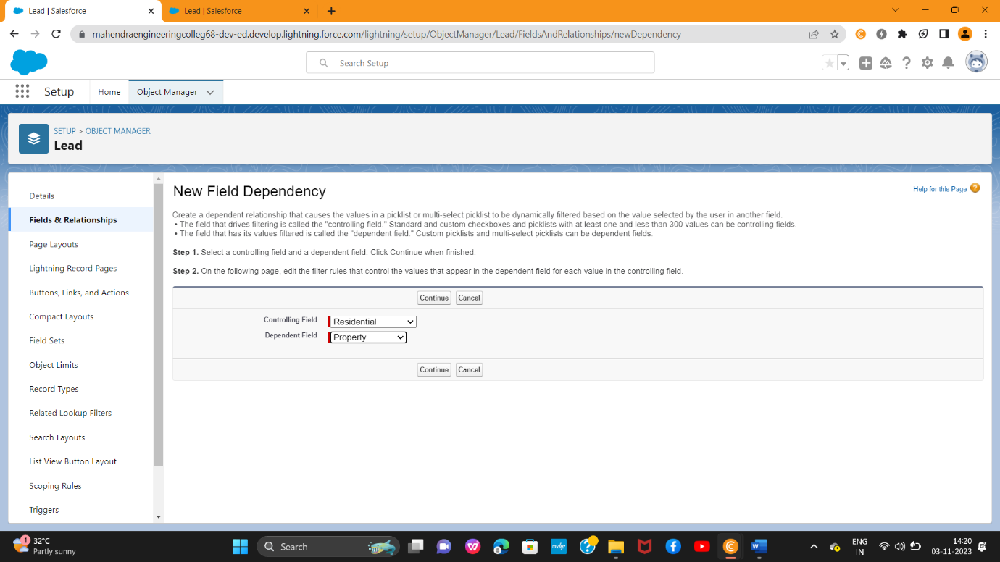 Lead | Salesforce
Lead | Salesforce
mahendraengineeringcolleg68-dev-ed.develop.lightning.force.com/lightning/setup/ObjectManager/Lead/FieldsAndRelationships/newDependency
Search Setup
Setup
Home
Object Manager
SETUP > OBJECT MANAGER
Lead
Details
Fields & Relationships
Page Layouts
Lightning Record Pages
Buttons, Links, and Actions
Compact Layouts
Field Sets
Object Limits
Record Types
Related Lookup Filters
Search Layouts
List View Button Layout
Scoping Rules
Triggers
New Field Dependency
Help for this Page
Create a dependent relationship that causes the values in a picklist or multi-select picklist to be dynamically filtered based on the value selected by the user in another field.
• The field that drives filtering is called the "controlling field." Standard and custom checkboxes and picklists with at least one and less than 300 values can be controlling fields.
• The field that has its values filtered is called the "dependent field." Custom picklists and multi-select picklists can be dependent fields.
Step 1. Select a controlling field and a dependent field. Click Continue when finished.
Step 2. On the following page, edit the filter rules that control the values that appear in the dependent field for each value in the controlling field.
Continue Cancel
Controlling Field Residential
Dependent Field Property
Continue Cancel
1
32°C
Partly sunny
Search
myhp
ENG
IN
14:20
03-11-2023